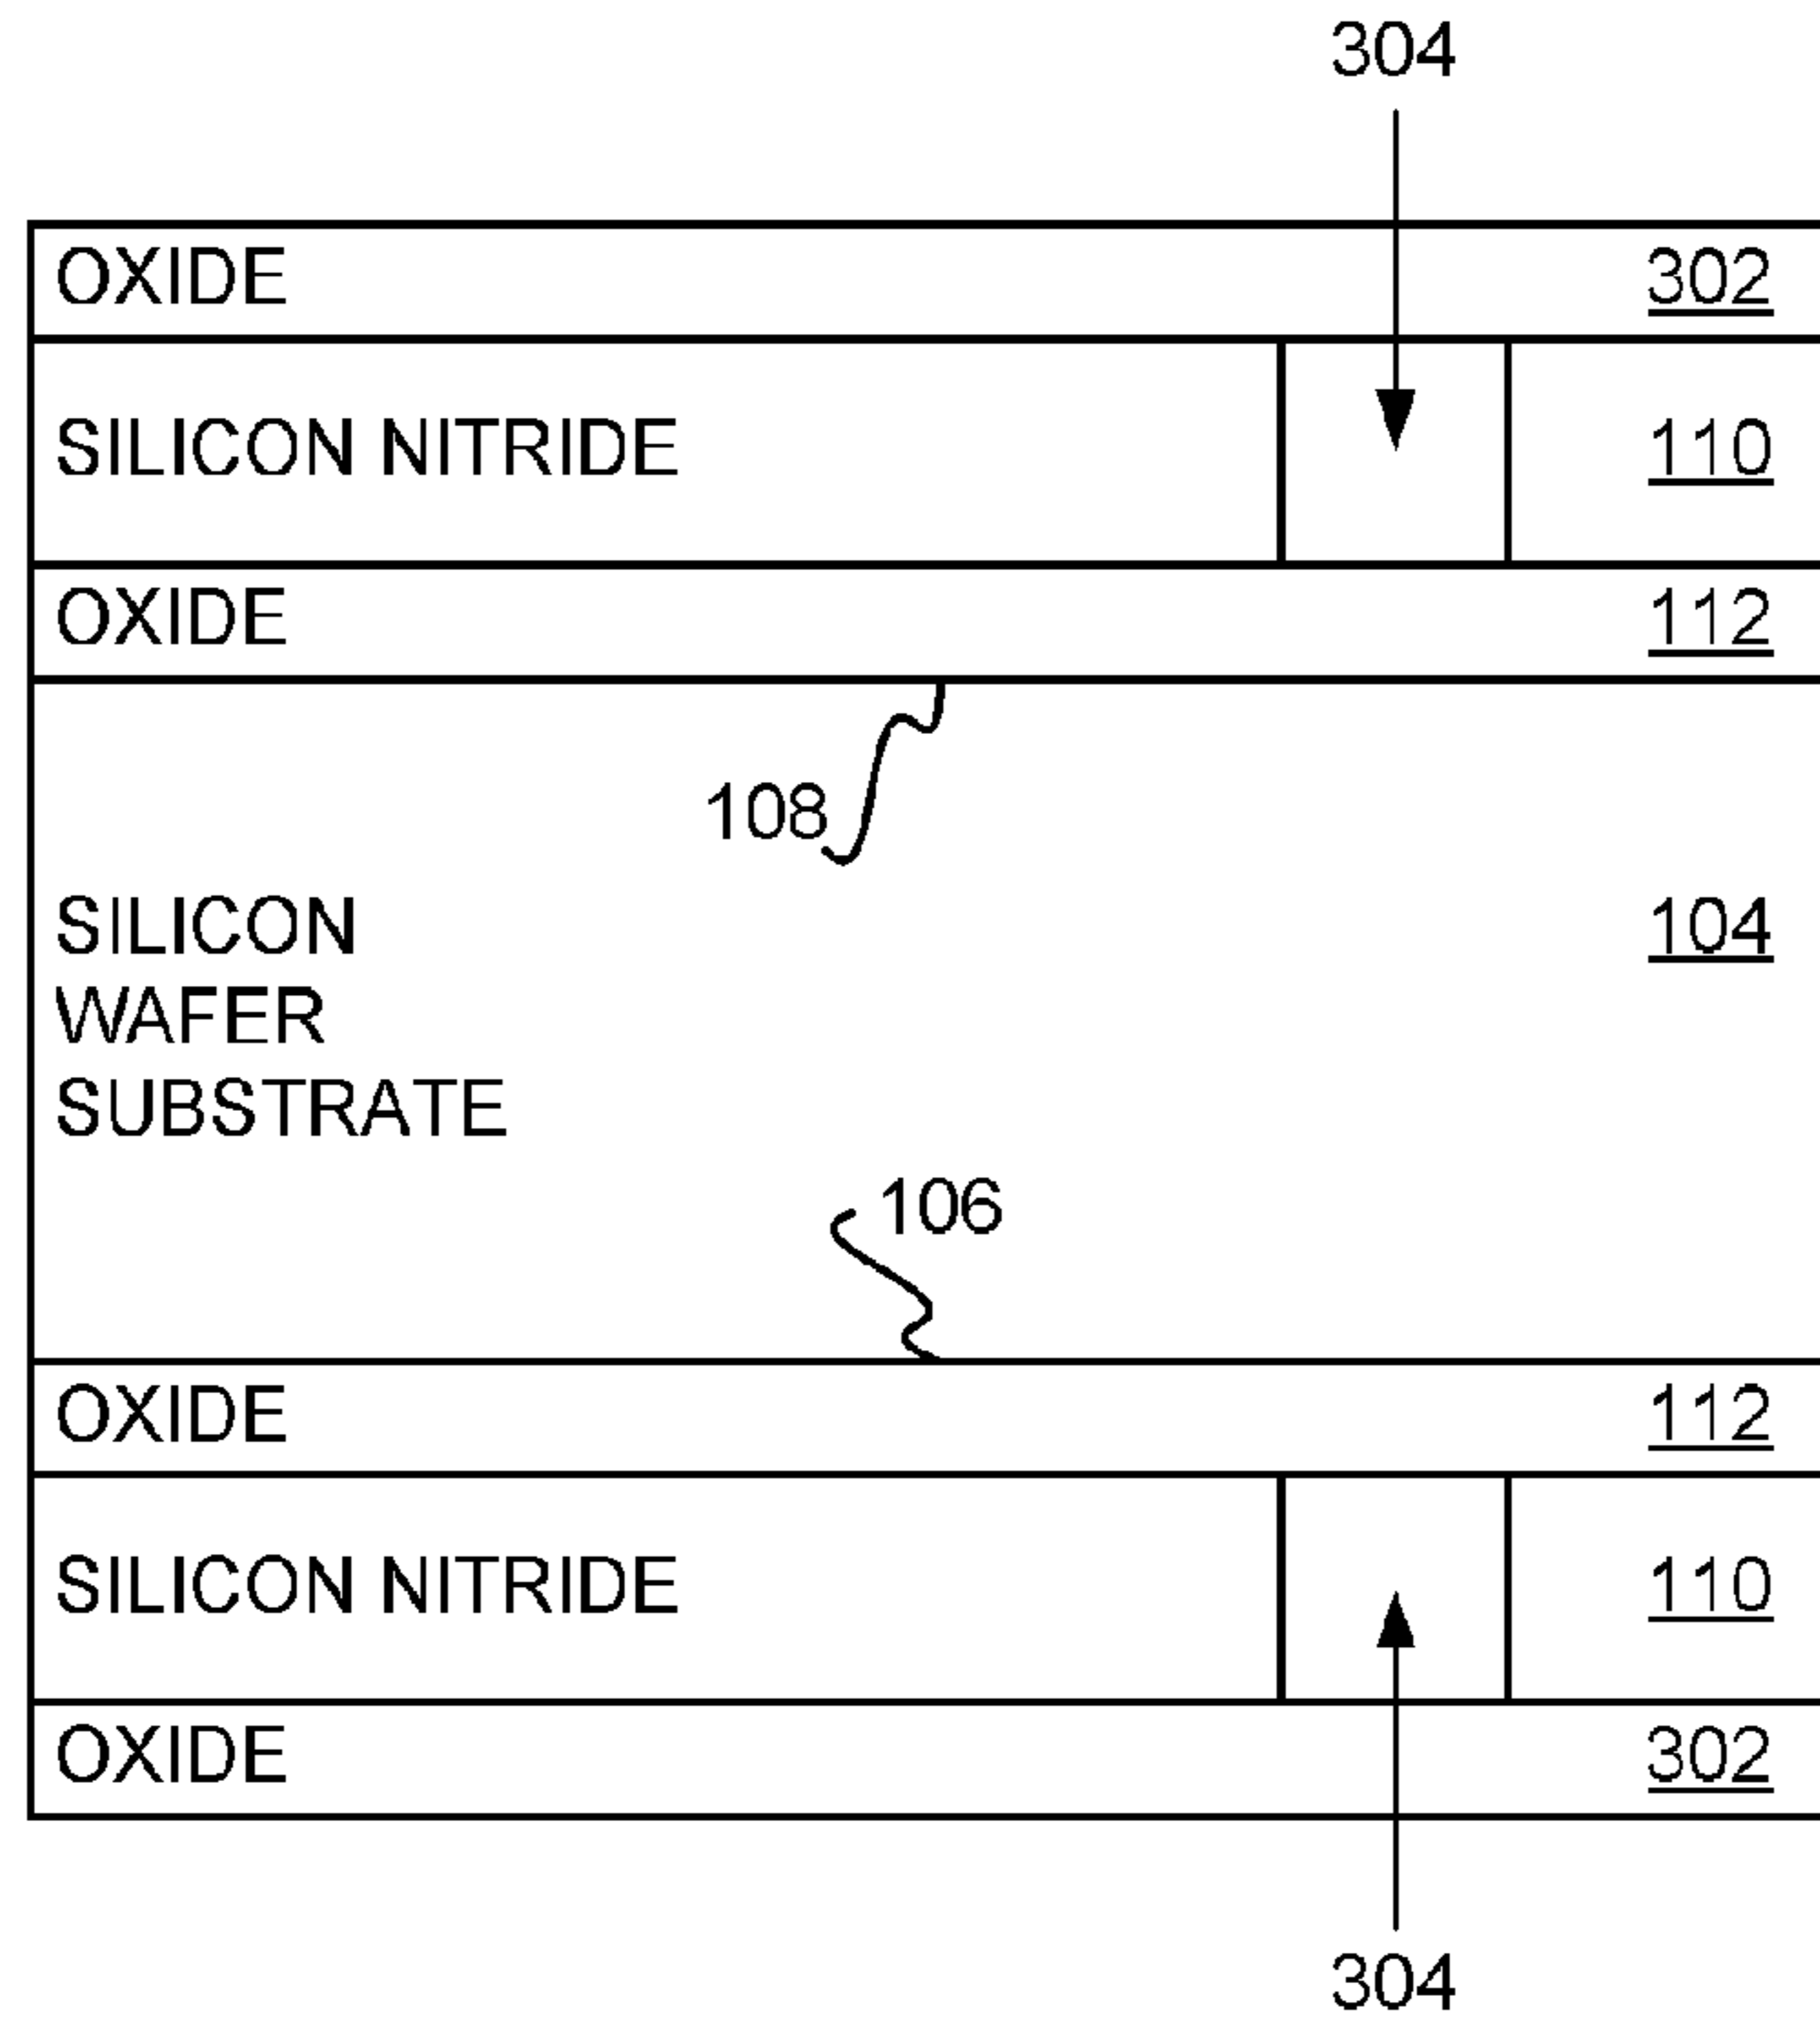 304
OXIDE 302
SILICON NITRIDE 110
OXIDE 112
108
SILICON 104
WAFER
SUBSTRATE
106
OXIDE 112
SILICON NITRIDE 110
OXIDE 302
304